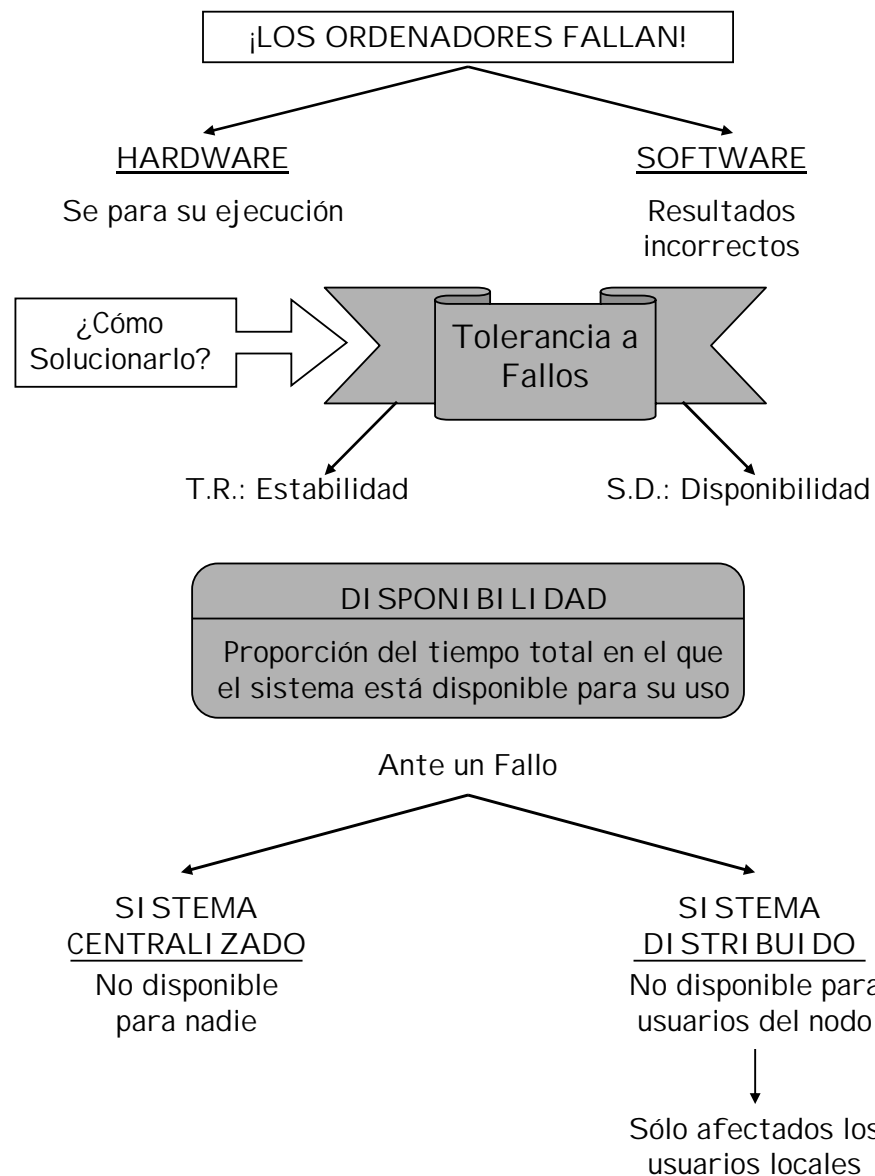 ¡LOS ORDENADORES FALLAN!
HARDWARE
Se para su ejecución
SOFTWARE
Resultados
incorrectos
¿Cómo
Solucionarlo?
Tolerancia a
Fallos
T.R.: Estabilidad
S.D.: Disponibilidad
DISPONIBILIDAD
Proporción del tiempo total en el que
el sistema está disponible para su uso
Ante un Fallo
SISTEMA
CENTRALIZADO
No disponible
para nadie
SISTEMA
DISTRIBUIDO
No disponible para
usuarios del nodo
Sólo afectados los
usuarios locales